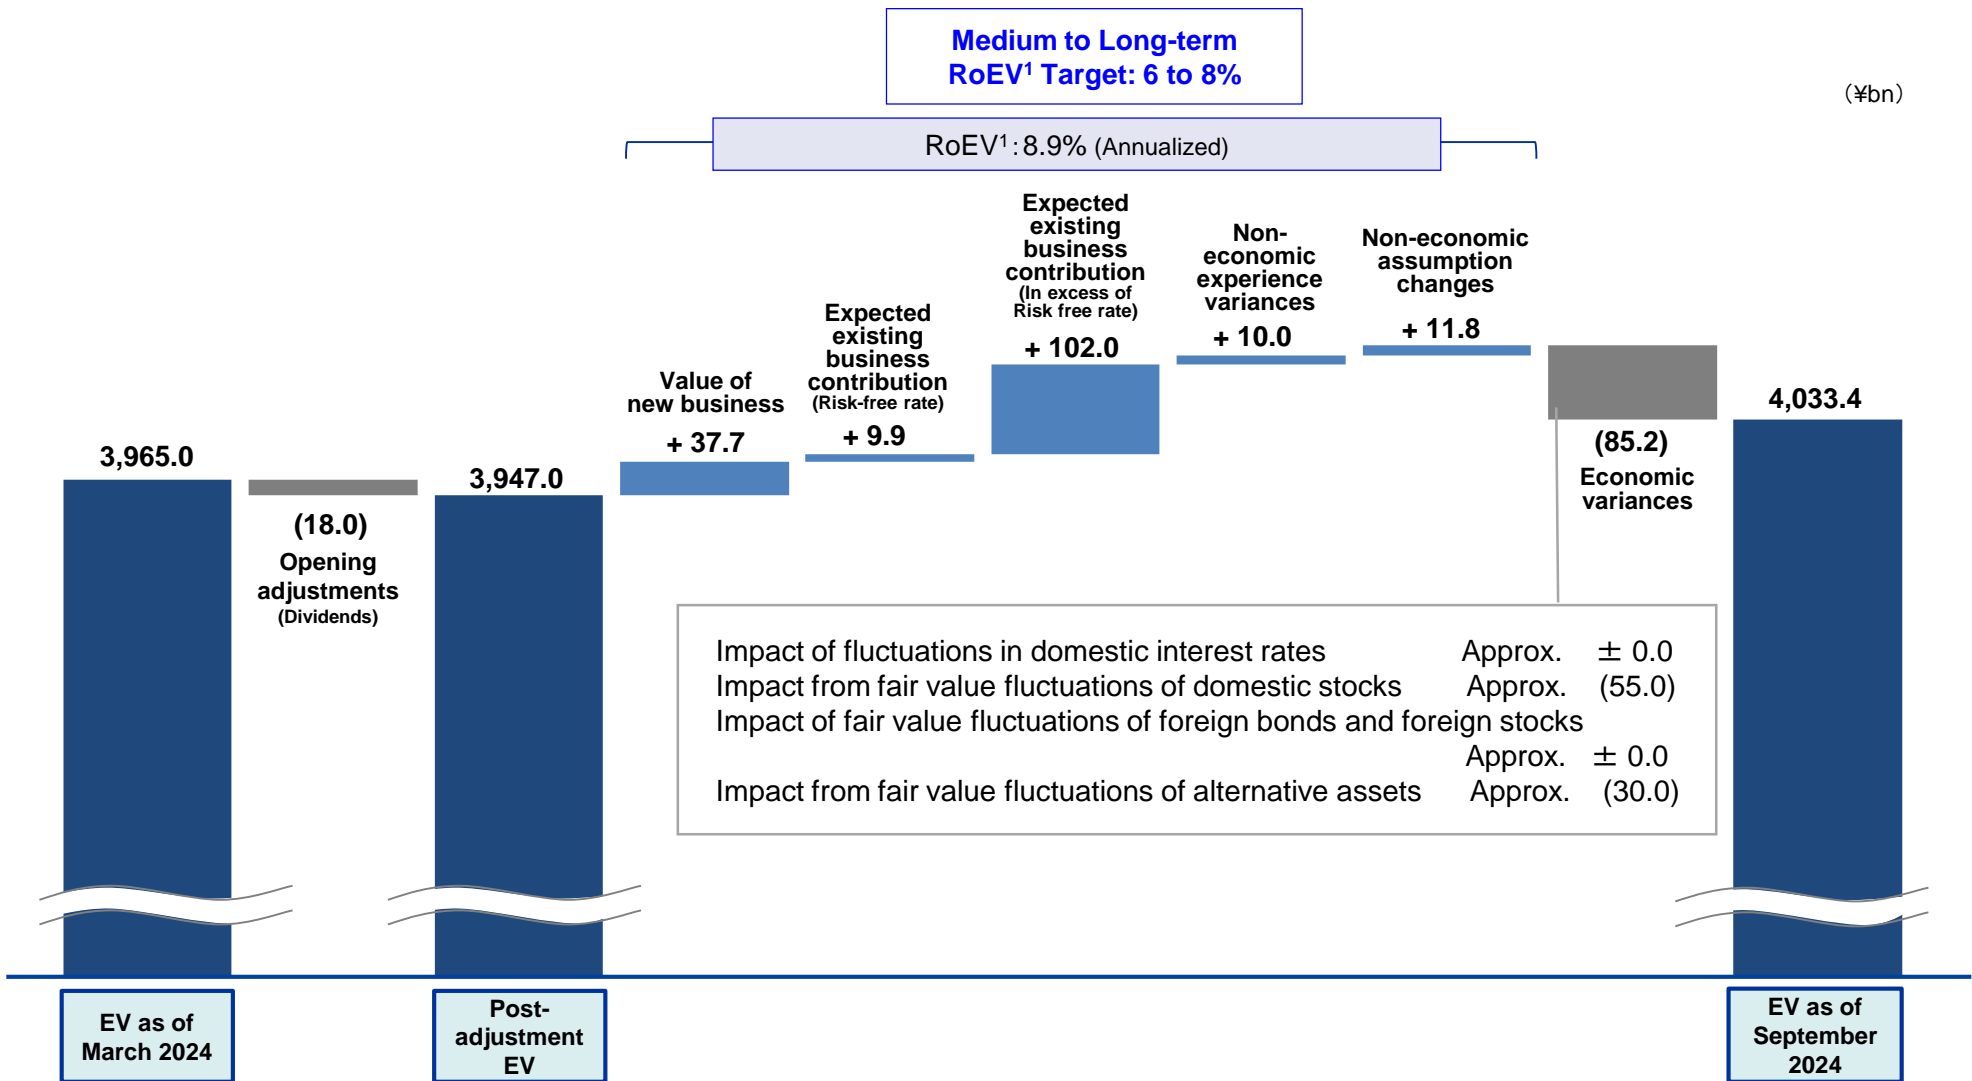 Medium to Long-term
RoEV¹ Target: 6 to 8%
（¥bn）
RoEV¹ : 8.9% (Annualized)
3,965.0
(18.0)
Opening
adjustments
(Dividends)
3,947.0
Value of
new business
+ 37.7
Expected
existing
business
contribution
(Risk-free rate)
+ 9.9
Expected
existing
business
contribution
(In excess of
Risk free rate)
+ 102.0
Non-
economic
experience
variances
+ 10.0
Non-economic
assumption
changes
+ 11.8
(85.2)
Economic
variances
4,033.4
Impact of fluctuations in domestic interest rates Approx. ± 0.0
Impact from fair value fluctuations of domestic stocks Approx. (55.0)
Impact of fair value fluctuations of foreign bonds and foreign stocks
Approx. ± 0.0
Impact from fair value fluctuations of alternative assets Approx. (30.0)
EV as of
March 2024
Post-
adjustment
EV
EV as of
September
2024